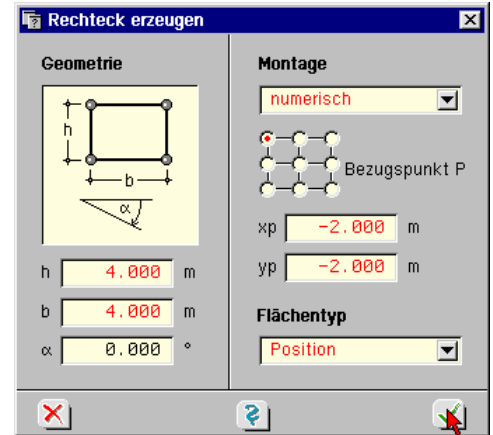 Rechteck erzeugen
Geometrie
h
b
α
h 4.000 m
b 4.000 m
α 0.000 °
Montage
numerisch
Bezugspunkt P
xp -2.000 m
yp -2.000 m
Flächentyp
Position